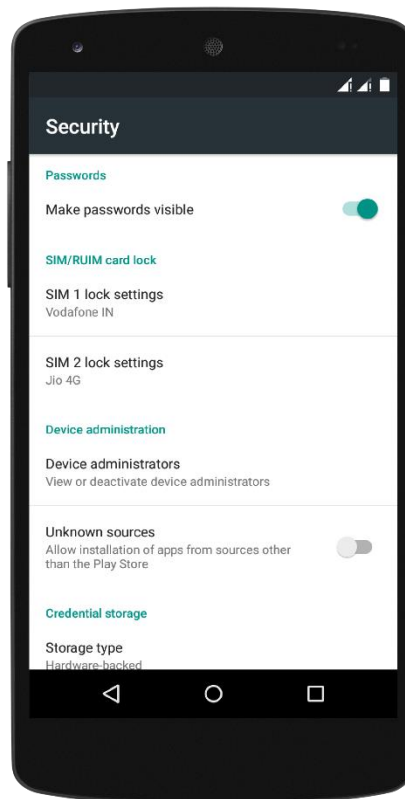 Security
Passwords
Make passwords visible
SIM/RUIM card lock
SIM 1 lock settings
Vodafone IN
SIM 2 lock settings
Jio 4G
Device administration
Device administrators
View or deactivate device administrators
Unknown sources
Allow installation of apps from sources other
than the Play Store
Credential storage
Storage type
Hardware-backed